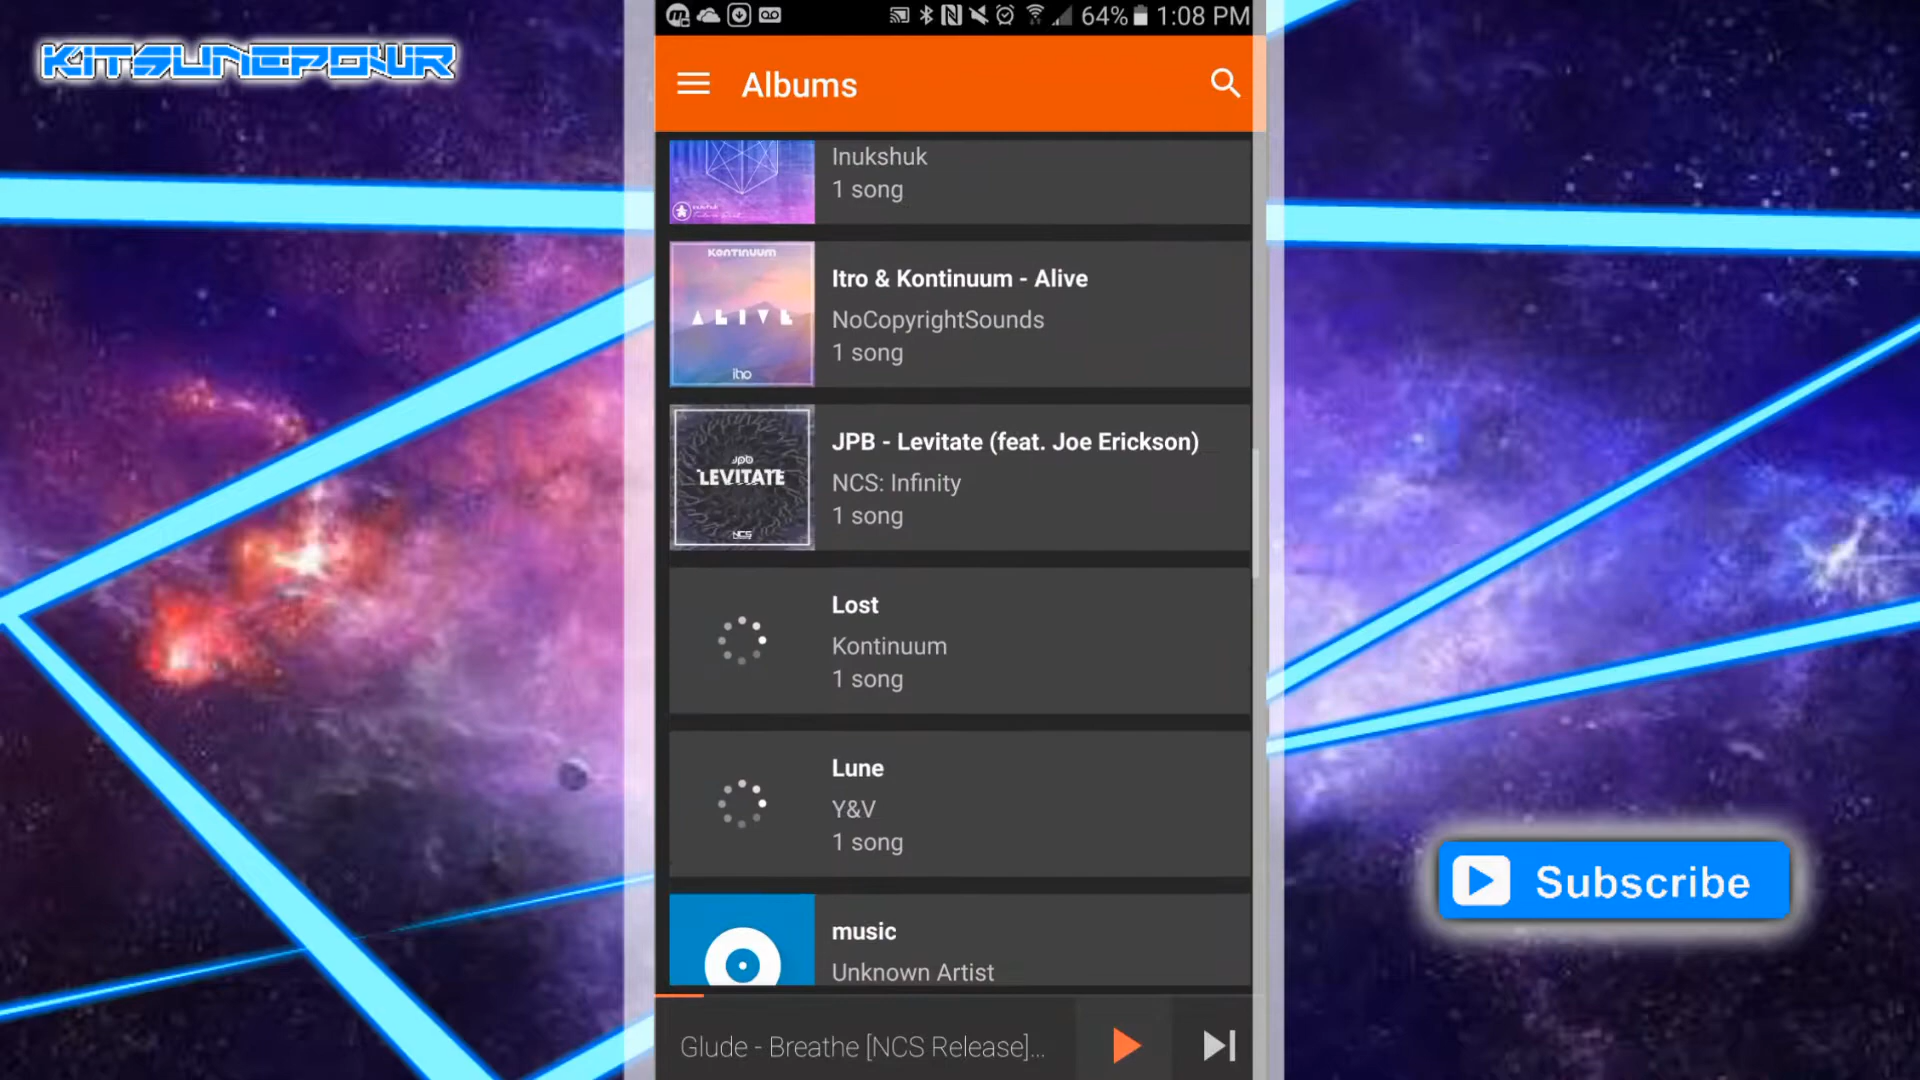 KITSUNEPOWR
64% 1:08 PM
Albums
Inukshuk
1 song
KONTINUUM
ALIVE
Itro & Kontinuum - Alive
NoCopyrightSounds
1 song
JPB
LEVITATE
NCS
JPB - Levitate (feat. Joe Erickson)
NCS: Infinity
1 song
Lost
Kontinuum
1 song
Lune
Y&V
1 song
music
Unknown Artist
Glude - Breathe [NCS Release]...
Subscribe